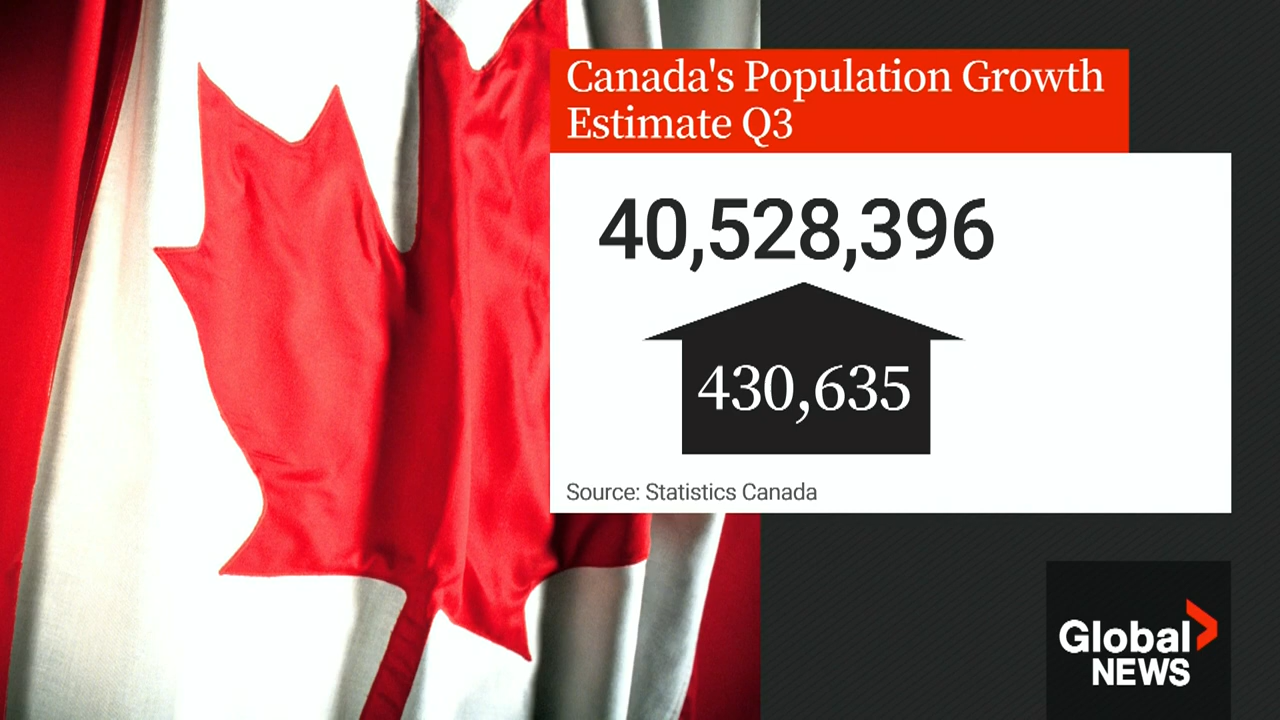 Canada's Population Growth
Estimate Q3
40,528,396
430,635
Source: Statistics Canada
Global
NEWS